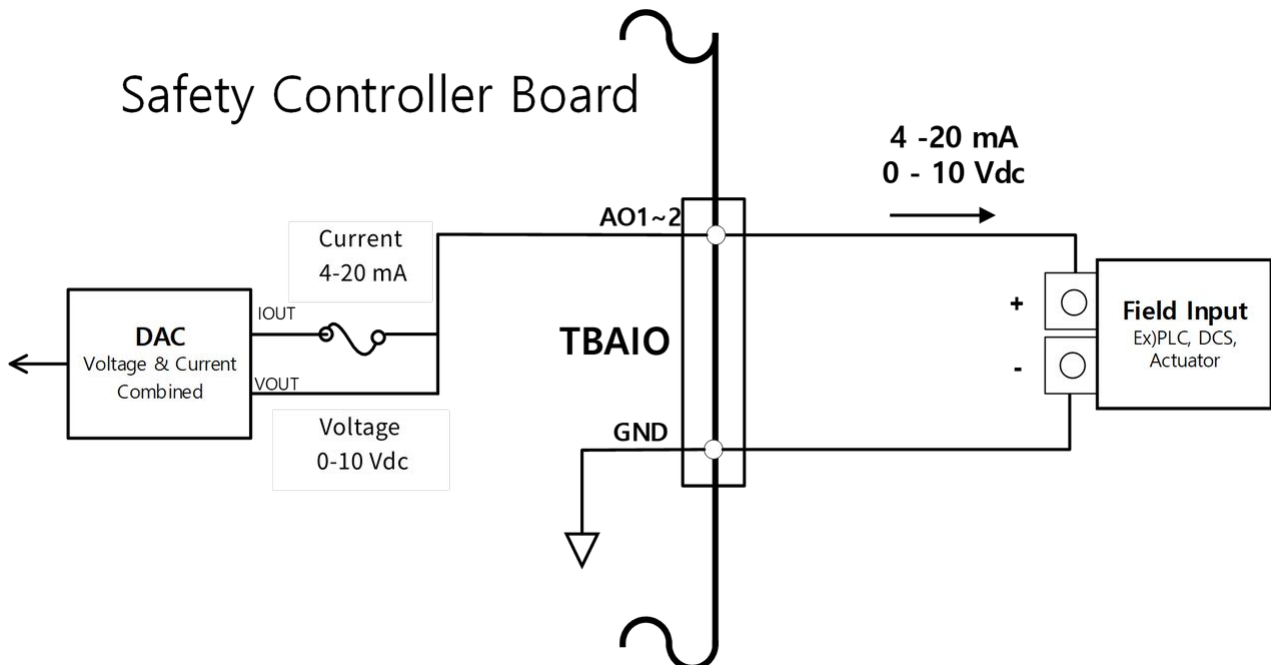 Safety Controller Board
4 -20 mA
0 - 10 Vdc
AO1~2
Current
4-20 mA
IOUT
DAC
Voltage & Current
Combined
VOUT
Voltage
0-10 Vdc
TBAIO
GND
+
-
Field Input
Ex)PLC, DCS,
Actuator